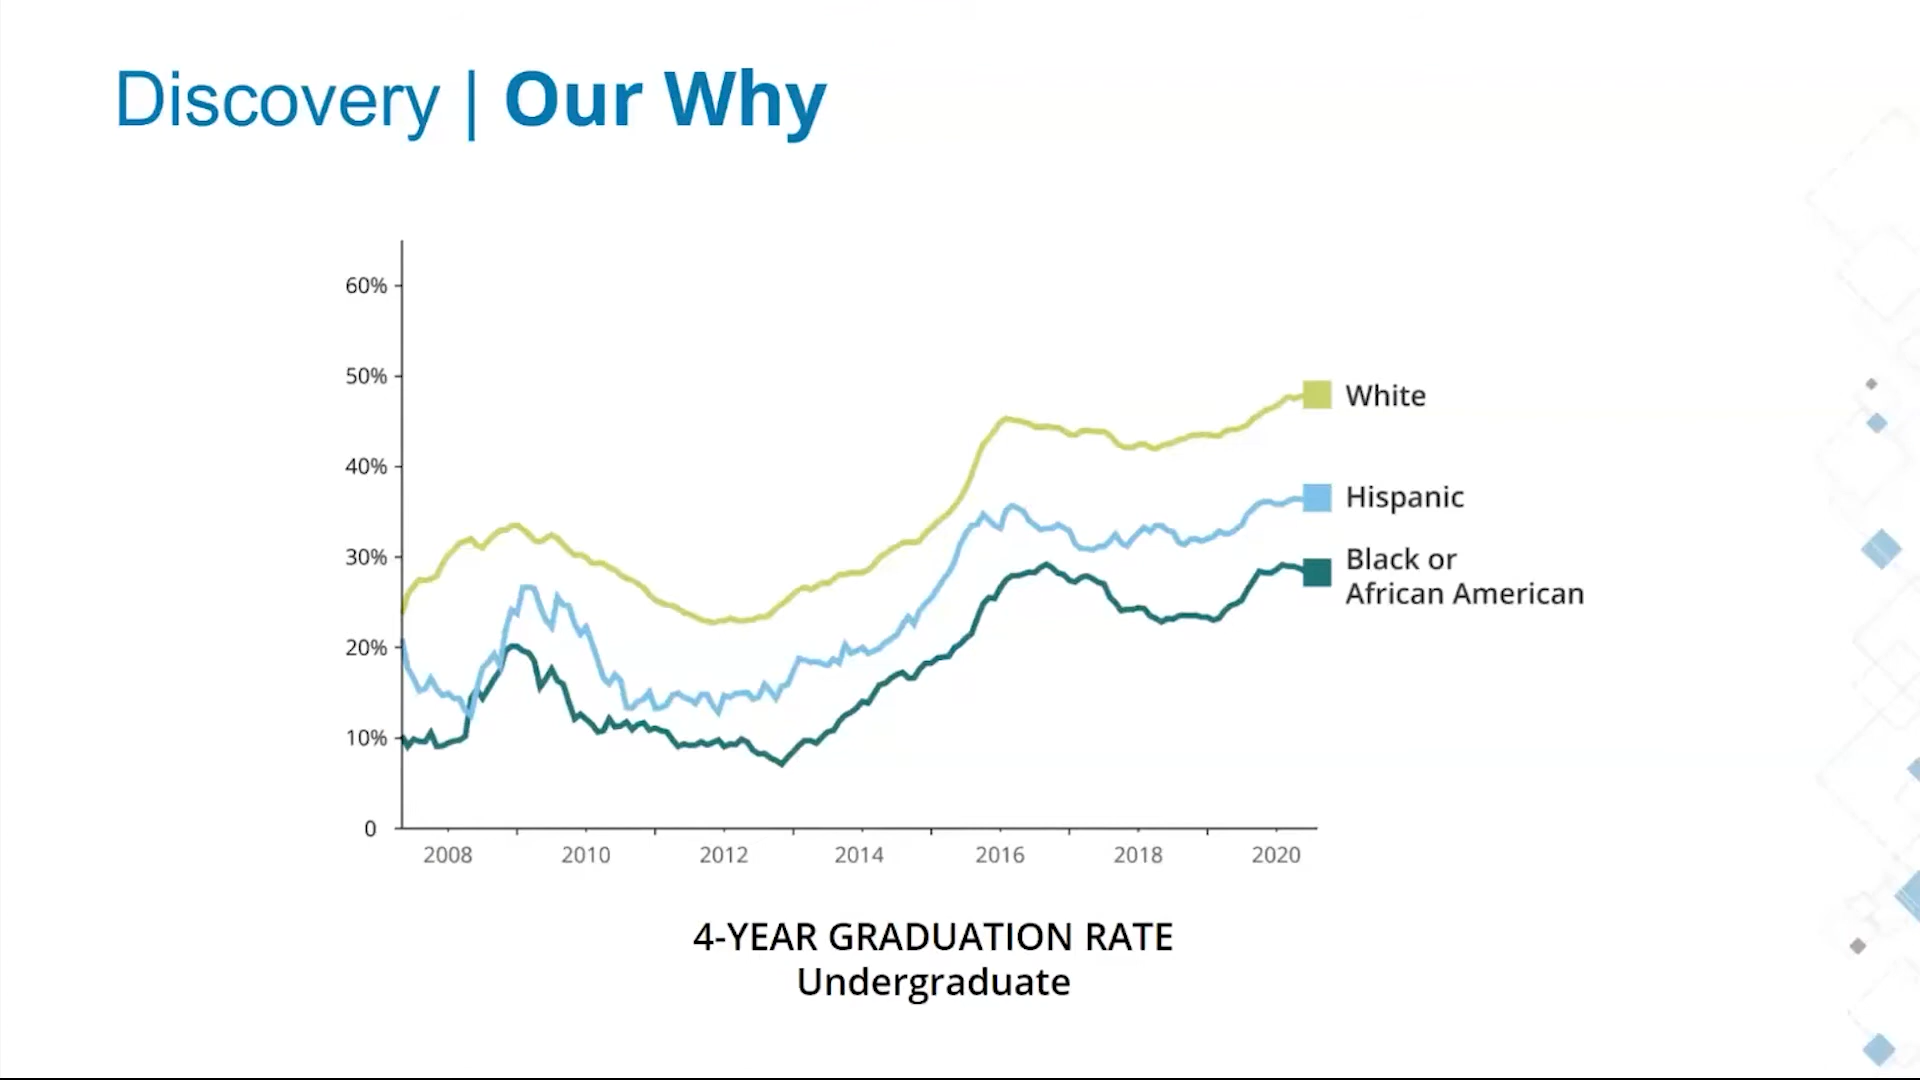 Discovery | Our Why
60%
50%
40%
30%
20%
10%
0
White
Hispanic
Black or
African American
2008 2010 2012 2014 2016 2018 2020
4-YEAR GRADUATION RATE
Undergraduate